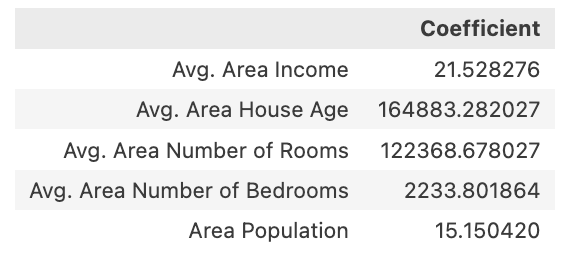 Coefficient
Avg. Area Income 21.528276
Avg. Area House Age 164883.282027
Avg. Area Number of Rooms 122368.678027
Avg. Area Number of Bedrooms 2233.801864
Area Population 15.150420